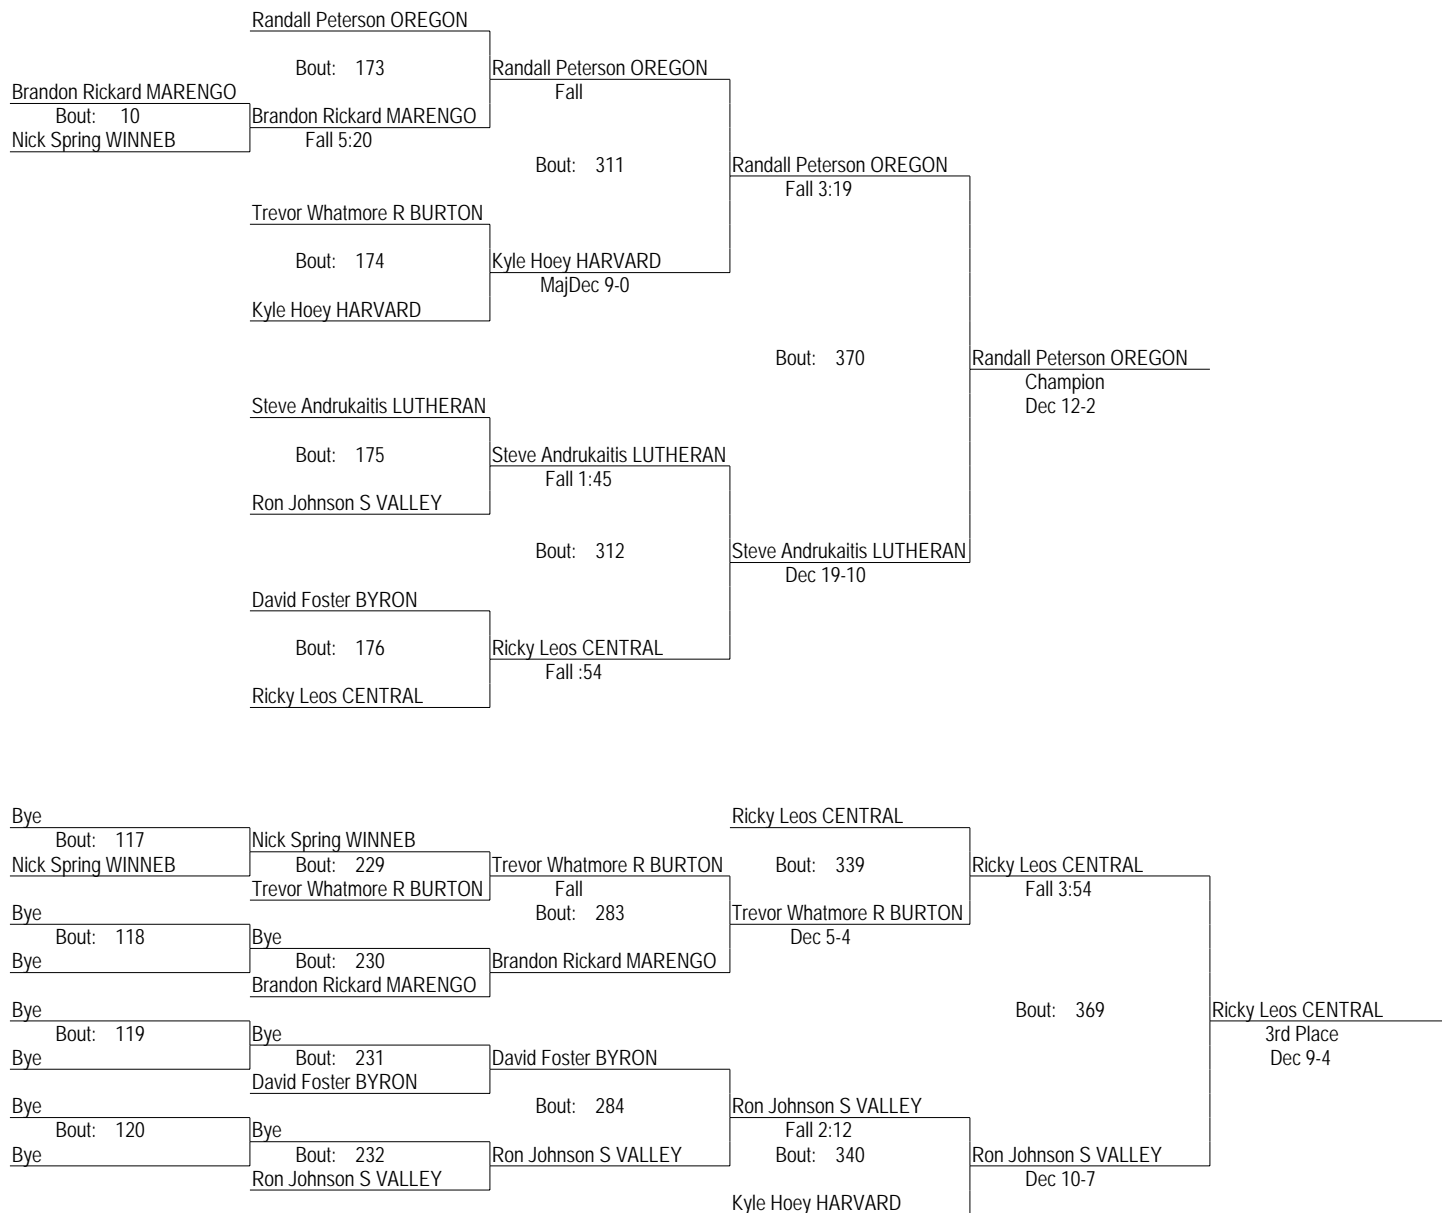 Randall Peterson OREGON
Bout: 173
Randall Peterson OREGON
Brandon Rickard MARENGO
Fall
Bout: 10
Brandon Rickard MARENGO
Nick Spring WINNEB
Fall 5:20
Bout: 311
Randall Peterson OREGON
Fall 3:19
Trevor Whatmore R BURTON
Bout: 174
Kyle Hoey HARVARD
MajDec 9-0
Kyle Hoey HARVARD
Bout: 370
Randall Peterson OREGON
Champion
Dec 12-2
Steve Andrukaitis LUTHERAN
Bout: 175
Steve Andrukaitis LUTHERAN
Fall 1:45
Ron Johnson S VALLEY
Bout: 312
Steve Andrukaitis LUTHERAN
Dec 19-10
David Foster BYRON
Bout: 176
Ricky Leos CENTRAL
Fall :54
Ricky Leos CENTRAL
Bye
Ricky Leos CENTRAL
Bout: 117
Nick Spring WINNEB
Nick Spring WINNEB
Bout: 229
Trevor Whatmore R BURTON
Bout: 339
Ricky Leos CENTRAL
Trevor Whatmore R BURTON
Fall
Fall 3:54
Bye
Bout: 283
Trevor Whatmore R BURTON
Bout: 118
Bye
Dec 5-4
Bye
Bout: 230
Brandon Rickard MARENGO
Brandon Rickard MARENGO
Bye
Bout: 369
Ricky Leos CENTRAL
Bout: 119
Bye
3rd Place
Bye
Bout: 231
David Foster BYRON
Dec 9-4
David Foster BYRON
Bye
Bout: 284
Ron Johnson S VALLEY
Bout: 120
Bye
Fall 2:12
Bye
Bout: 232
Ron Johnson S VALLEY
Bout: 340
Ron Johnson S VALLEY
Ron Johnson S VALLEY
Dec 10-7
Kyle Hoey HARVARD